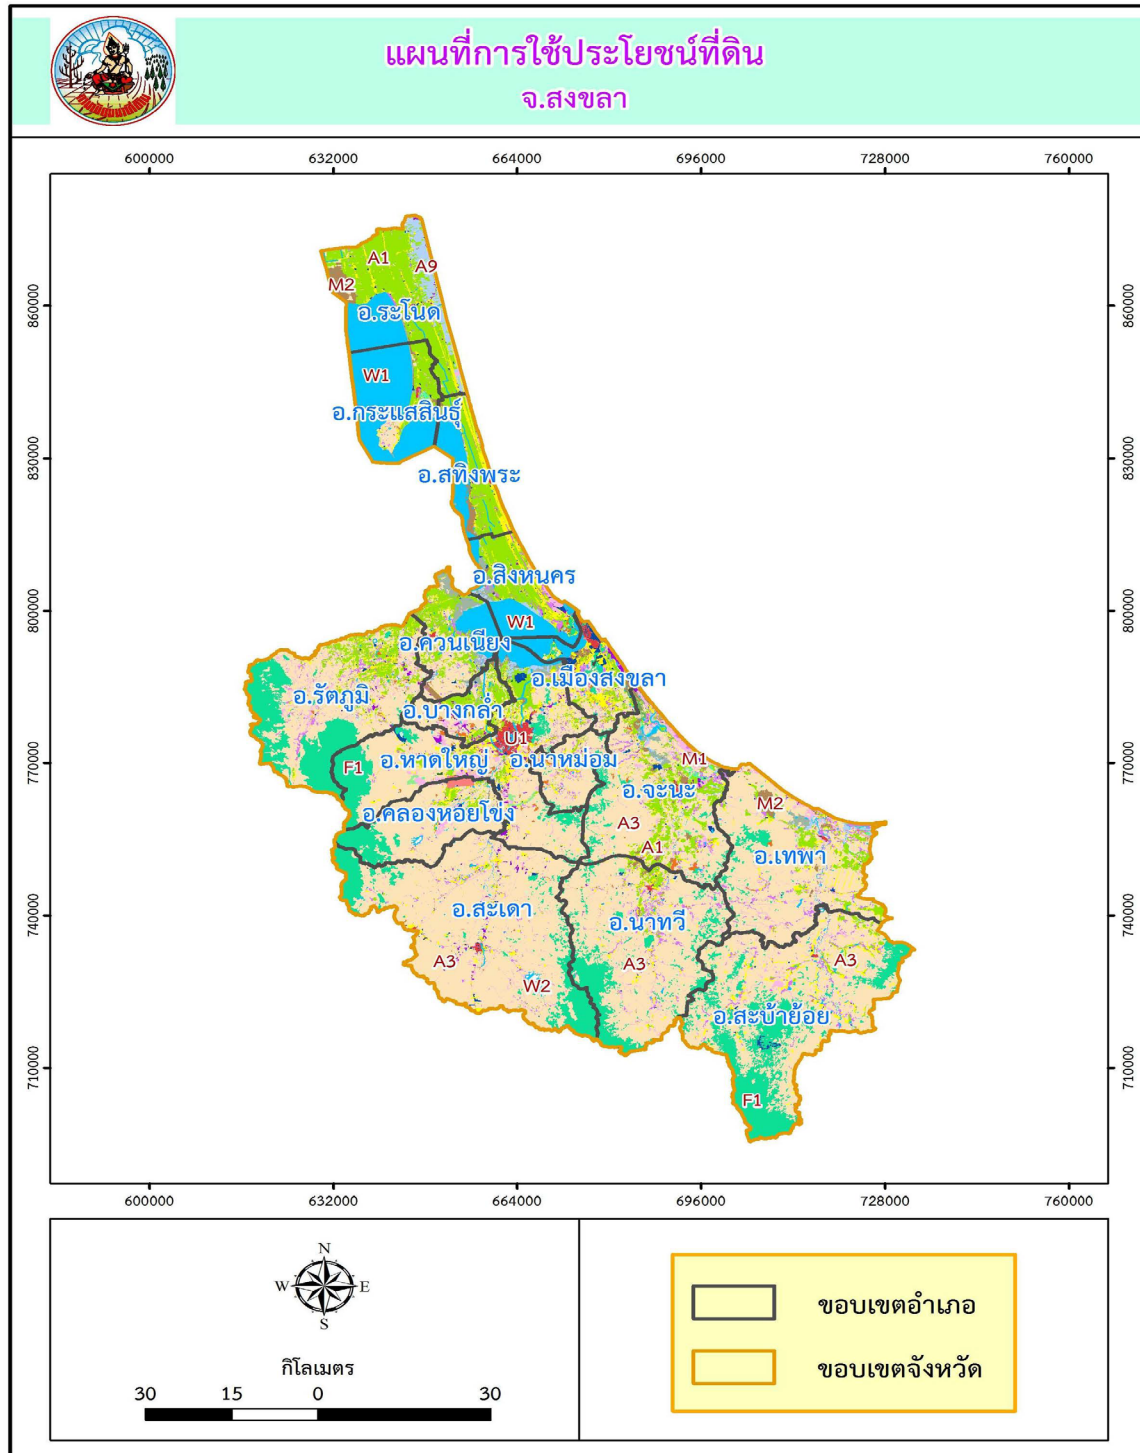 แผนที่การใช้ประโยชน์ที่ดิน
จ.สงขลา
600000 632000 664000 696000 728000 760000
860000 860000
830000 830000
800000 800000
770000 770000
740000 740000
710000 710000
A1
A9
M2
อ.ระโนด
W1
อ.กระแสสินธุ์
อ.สทิงพระ
อ.สิงหนคร
W1
อ.ควนเนียง
อ.เมืองสงขลา
อ.รัตภูมิ
อ.บางกล่ำ
U1
F1
อ.หาดใหญ่
อ.นาหม่อม
M1
อ.จะนะ
M2
อ.คลองหอยโข่ง
A3
A1
อ.เทพา
อ.สะเดา
อ.นาทวี
A3
A3
A3
W2
อ.สะบ้าย้อย
F1
600000 632000 664000 696000 728000 760000
N
W E
S
กิโลเมตร
30 15 0 30
ขอบเขตอำเภอ
ขอบเขตจังหวัด